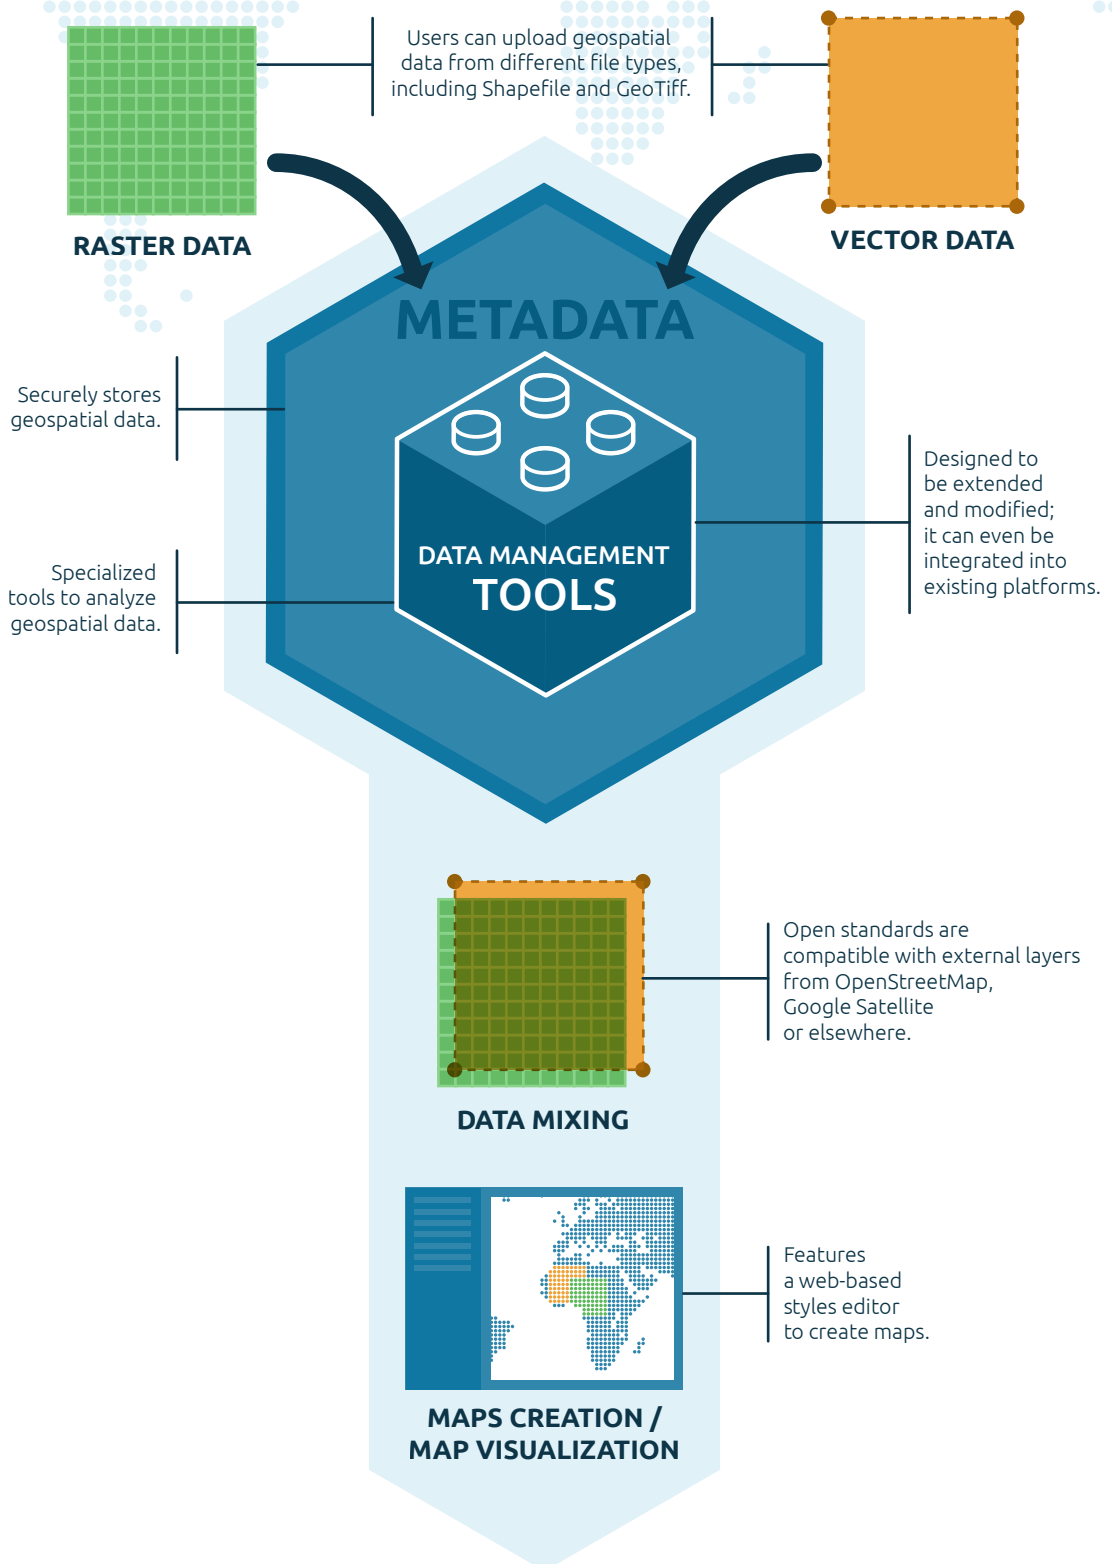 Users can upload geospatial
data from different file types,
including Shapefile and GeoTiff.
RASTER DATA
VECTOR DATA
METADATA
Securely stores
geospatial data.
Designed to
be extended
and modified;
it can even be
integrated into
existing platforms.
DATA MANAGEMENT
TOOLS
Specialized
tools to analyze
geospatial data.
Open standards are
compatible with external layers
from OpenStreetMap,
Google Satellite
or elsewhere.
DATA MIXING
Features
a web-based
styles editor
to create maps.
MAPS CREATION /
MAP VISUALIZATION